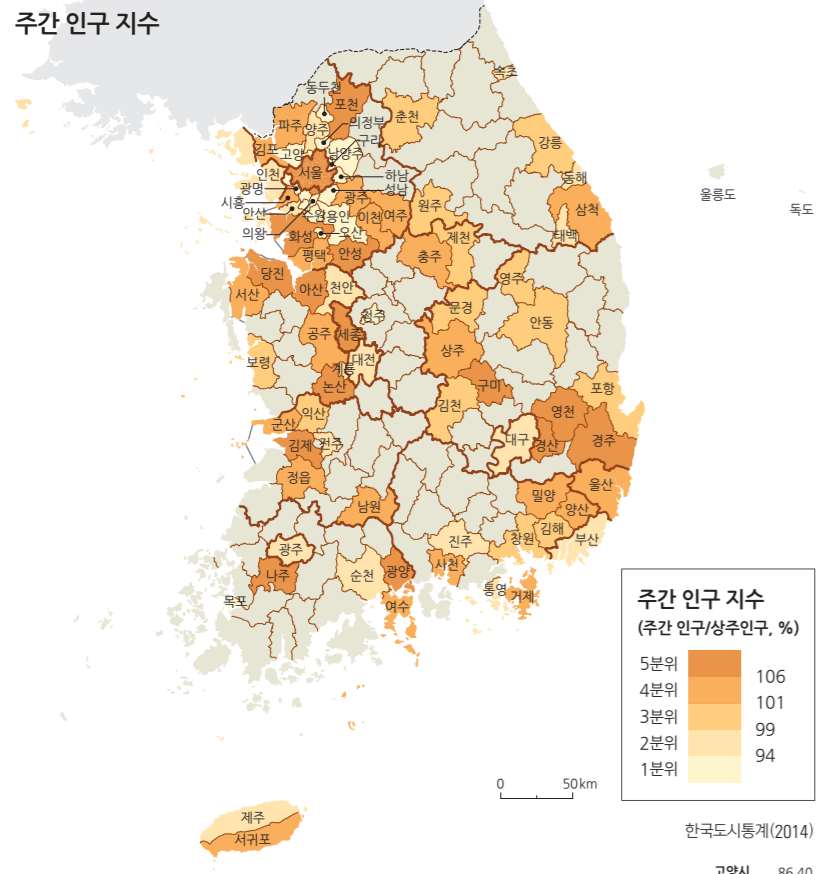 주간 인구 지수
속초
동두천
포천
춘천
파주
양주
의정부
강릉
구리
김포
고양
남양주
인천
서울
하남
동해
광명
성남
울릉도
시흥
광주
독도
안산
수원
용인
이천
여주
원주
삼척
의왕
화성
오산
제천
태백
평택
안성
충주
당진
영주
서산
아산
천안
문경
청주
안동
공주
세종
상주
보령
대전
계룡
논산
구미
포항
김천
익산
영천
군산
대구
경산
경주
김제
전주
정읍
울산
밀양
남원
양산
김해
창원
부산
진주
광주
사천
나주
순천
광양
통영
거제
목포
여수
주간 인구 지수
(주간 인구/상주인구, %)
5분위
106
4분위
101
3분위
99
2분위
94
1분위
0 50km
제주
서귀포
한국도시통계(2014)
고양시 86.40